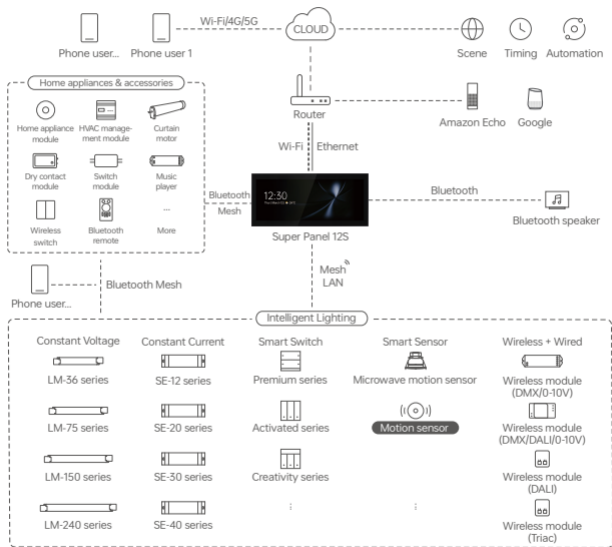 Wi-Fi/4G/5G
CLOUD
Phone user...
Phone user 1
Scene
Timing
Automation
Home appliances & accessories
Home appliance
module
HVAC manage-
ment module
Curtain
motor
Dry contact
module
Switch
module
Music
player
Wireless
switch
Bluetooth
remote
...
More
Router
Amazon Echo
Google
Wi-Fi
Ethernet
Bluetooth
Mesh
12:30
Super Panel 12S
Bluetooth
Bluetooth speaker
Phone user...
Bluetooth Mesh
Mesh
LAN
Intelligent Lighting
Constant Voltage
Constant Current
Smart Switch
Smart Sensor
Wireless + Wired
LM-36 series
SE-12 series
Premium series
Microwave motion sensor
Wireless module
(DMX/0-10V)
LM-75 series
SE-20 series
Activated series
Motion sensor
Wireless module
(DMX/DALI/0-10V)
LM-150 series
SE-30 series
Creativity series
Wireless module
(DALI)
LM-240 series
SE-40 series
Wireless module
(Triac)